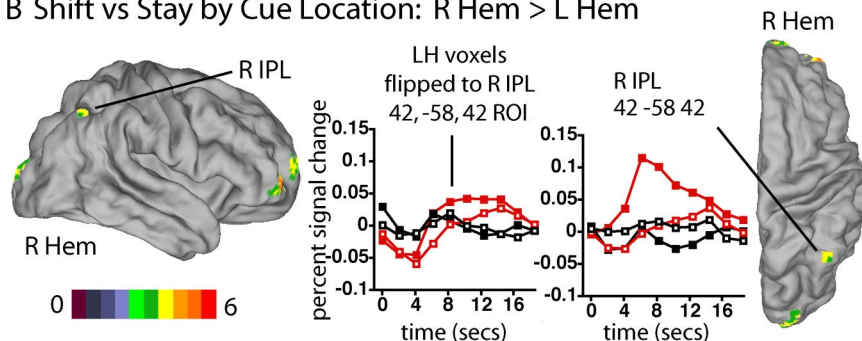 B Shift vs Stay by Cue Location: R Hem > L Hem
R Hem
R IPL
LH voxels
flipped to R IPL
42, -58, 42 ROI
R IPL
42 -58 42
percent signal change
0.15
0.1
0.05
0
-0.05
-0.1
0 4 8 12 16
time (secs)
0.15
0.1
0.05
0
-0.05
-0.1
0 4 8 12 16
time (secs)
R Hem
0 6